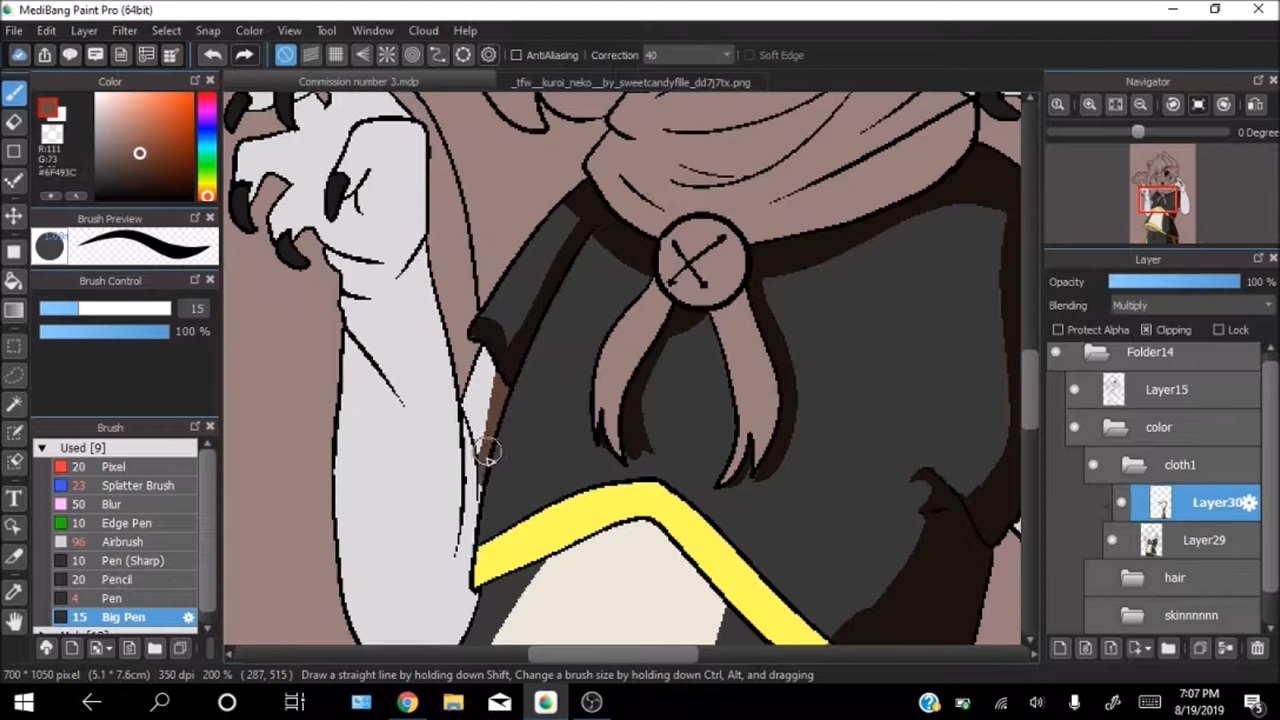 MediBang Paint Pro (64bit)
File Edit Layer Filter Select Snap Color View Tool Window Cloud Help
AntiAliasing Correction 40 Soft Edge
Color
Commission number 3.mdp
_tfw__kuroi_neko__by_sweetcandyfille_dd7j7tx.png
Navigator
0 Degree
R:111
G:73
#6F493C
Brush Preview
Brush Control
15
100 %
Layer
Opacity 100 %
Blending Multiply
Protect Alpha Clipping Lock
Folder14
Layer15
color
cloth1
Layer30
Layer29
hair
skinnnnnn
Brush
Used [9]
20 Pixel
23 Splatter Brush
50 Blur
10 Edge Pen
96 Airbrush
10 Pen (Sharp)
20 Pencil
4 Pen
15 Big Pen
700 * 1050 pixel (5.1 * 7.6cm) 350 dpi 200 % (287, 515) Draw a straight line by holding down Shift, Change a brush size by holding down Ctrl, Alt, and dragging
7:07 PM
8/19/2019
5